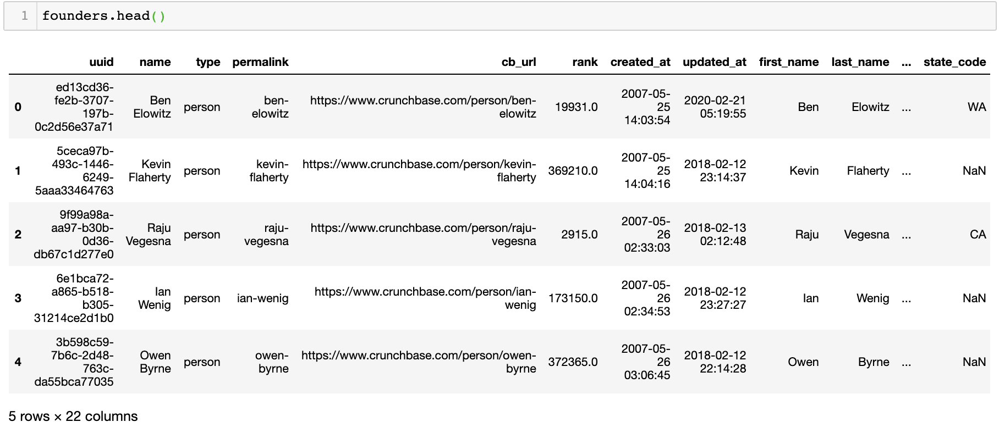 1 founders.head()
uuid name type permalink cb_url rank created_at updated_at first_name last_name ... state_code
0 ed13cd36-fe2b-3707-197b-0c2d56e37a71 Ben Elowitz person ben-elowitz https://www.crunchbase.com/person/ben-elowitz 19931.0 2007-05-25 14:03:54 2020-02-21 05:19:55 Ben Elowitz ... WA
1 5ceca97b-493c-1446-6249-5aaa33464763 Kevin Flaherty person kevin-flaherty https://www.crunchbase.com/person/kevin-flaherty 369210.0 2007-05-25 14:04:16 2018-02-12 23:14:37 Kevin Flaherty ... NaN
2 9f99a98a-aa97-b30b-0d36-db67c1d277e0 Raju Vegesna person raju-vegesna https://www.crunchbase.com/person/raju-vegesna 2915.0 2007-05-26 02:33:03 2018-02-13 02:12:48 Raju Vegesna ... CA
3 6e1bca72-a865-b518-b305-31214ce2d1b0 Ian Wenig person ian-wenig https://www.crunchbase.com/person/ian-wenig 173150.0 2007-05-26 02:34:53 2018-02-12 23:27:27 Ian Wenig ... NaN
4 3b598c59-7b6c-2d48-763c-da55bca77035 Owen Byrne person owen-byrne https://www.crunchbase.com/person/owen-byrne 372365.0 2007-05-26 03:06:45 2018-02-12 22:14:28 Owen Byrne ... NaN
5 rows × 22 columns